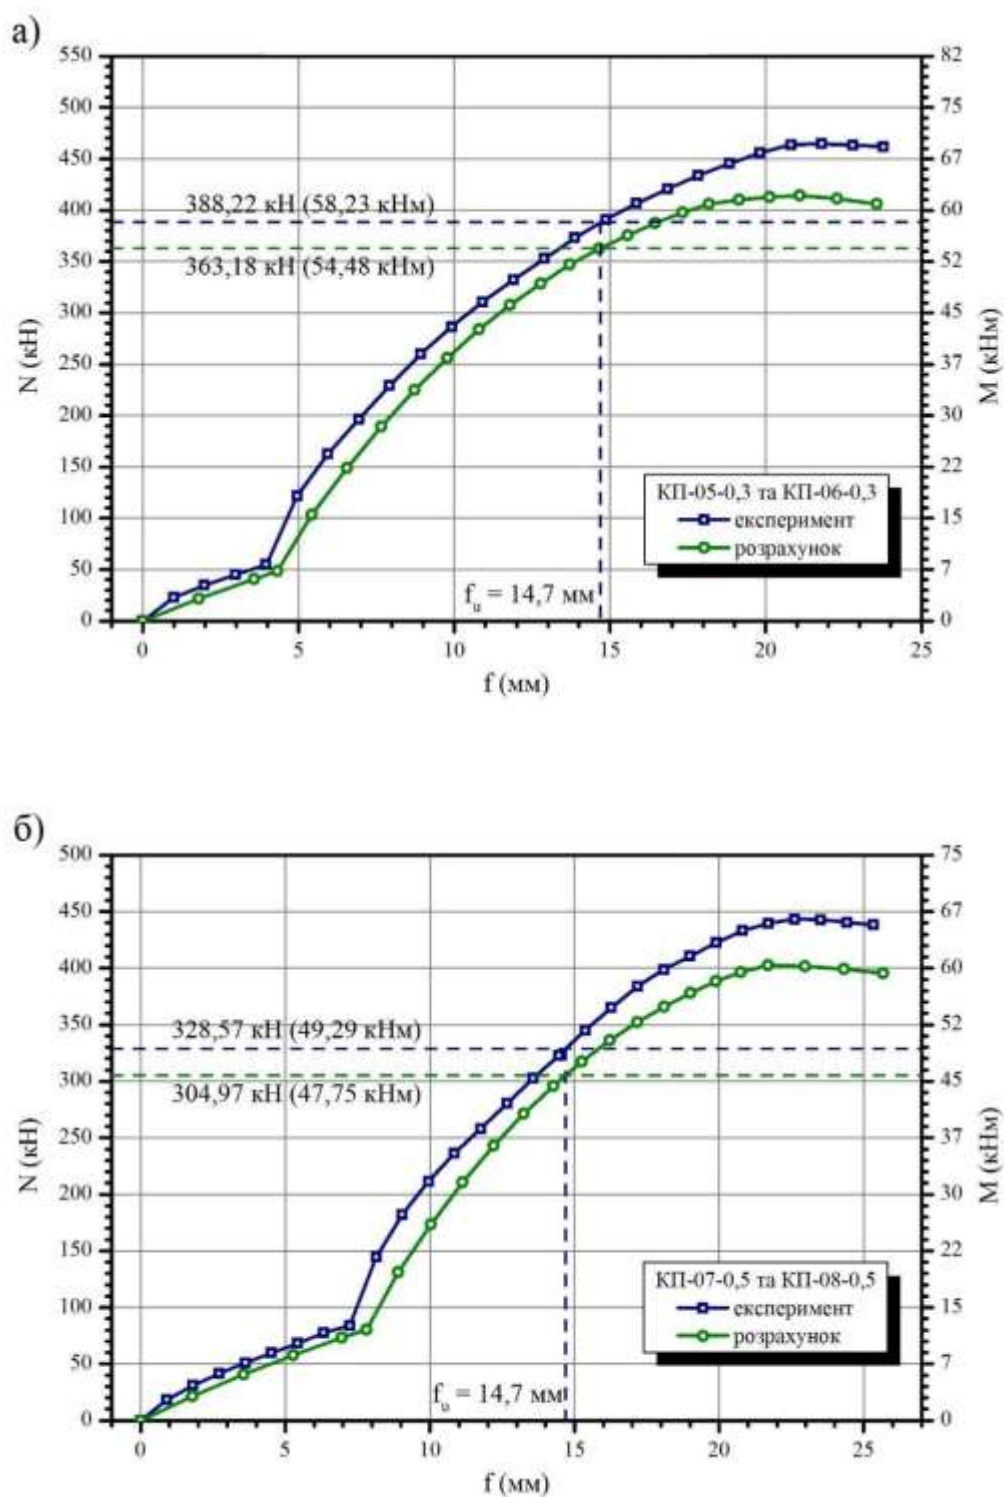 а)
550
500
450
400
350
300
250
200
150
100
50
0
N (кН)
82
75
67
60
52
45
37
30
22
15
7
0
М (кНм)
388,22 кН (58,23 кНм)
363,18 кН (54,48 кНм)
КП-05-0,3 та КП-06-0,3
експеримент
розрахунок
fu = 14,7 мм
0 5 10 15 20 25
f (мм)
б)
500
450
400
350
300
250
200
150
100
50
0
N (кН)
75
67
60
52
45
37
30
22
15
7
0
М (кНм)
328,57 кН (49,29 кНм)
304,97 кН (47,75 кНм)
КП-07-0,5 та КП-08-0,5
експеримент
розрахунок
fu = 14,7 мм
0 5 10 15 20 25
f (мм)